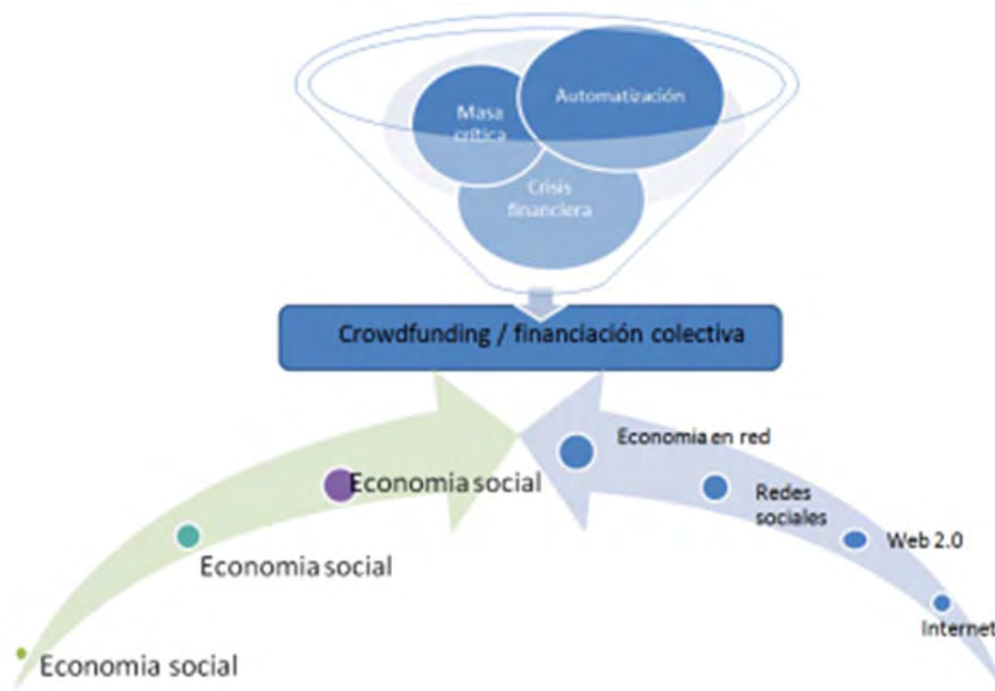 Automatización
Masa
crítica
Crisis
financiera
Crowdfunding / financiación colectiva
Economia en red
Economia social
Redes
sociales
Web 2.0
Economia social
Internet
Economia social